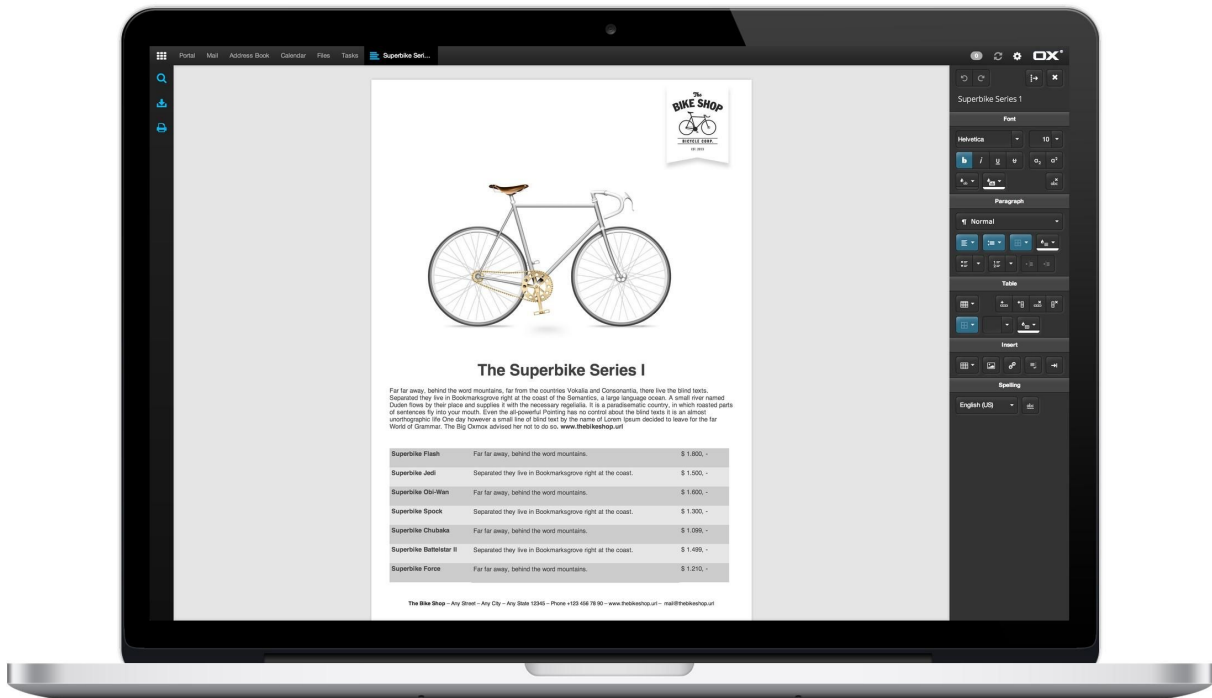 Portal Mail Address Book Calendar Files Tasks Superbike Seri... 0 OX
Superbike Series 1
Font
Helvetica 10
b i u
Paragraph
¶ Normal
Table
Insert
Spelling
English (US) abc
The
BIKE SHOP
BICYCLE SHOP
The Superbike Series I
Far far away, behind the word mountains, far from the countries Vokalia and Consonantia, there live the blind texts.
Separated they live in Bookmarksgrove right at the coast of the Semantics, a large language ocean. A small river named
Duden flows by their place and supplies it with the necessary regelialia. It is a paradisematic country, in which roasted parts
of sentences fly into your mouth. Even the all-powerful Pointing has no control about the blind texts it is an almost
unorthographic life One day however a small line of blind text by the name of Lorem Ipsum decided to leave for the far
World of Grammar. The Big Oxmox advised her not to do so. www.thebikeshop.url
Superbike Flash Far far away, behind the word mountains. $ 1.800, -
Superbike Jedi Separated they live in Bookmarksgrove right at the coast. $ 1.500, -
Superbike Obi-Wan Far far away, behind the word mountains. $ 1.600, -
Superbike Spock Separated they live in Bookmarksgrove right at the coast. $ 1.300, -
Superbike Chubaka Far far away, behind the word mountains. $ 1.099, -
Superbike Battelstar II Separated they live in Bookmarksgrove right at the coast. $ 1.499, -
Superbike Force Far far away, behind the word mountains. $ 1.210, -
The Bike Shop – Any Street – Any City – Any State 12345 – Phone +123 456 78 90 – www.thebikeshop.url – mail@thebikeshop.url